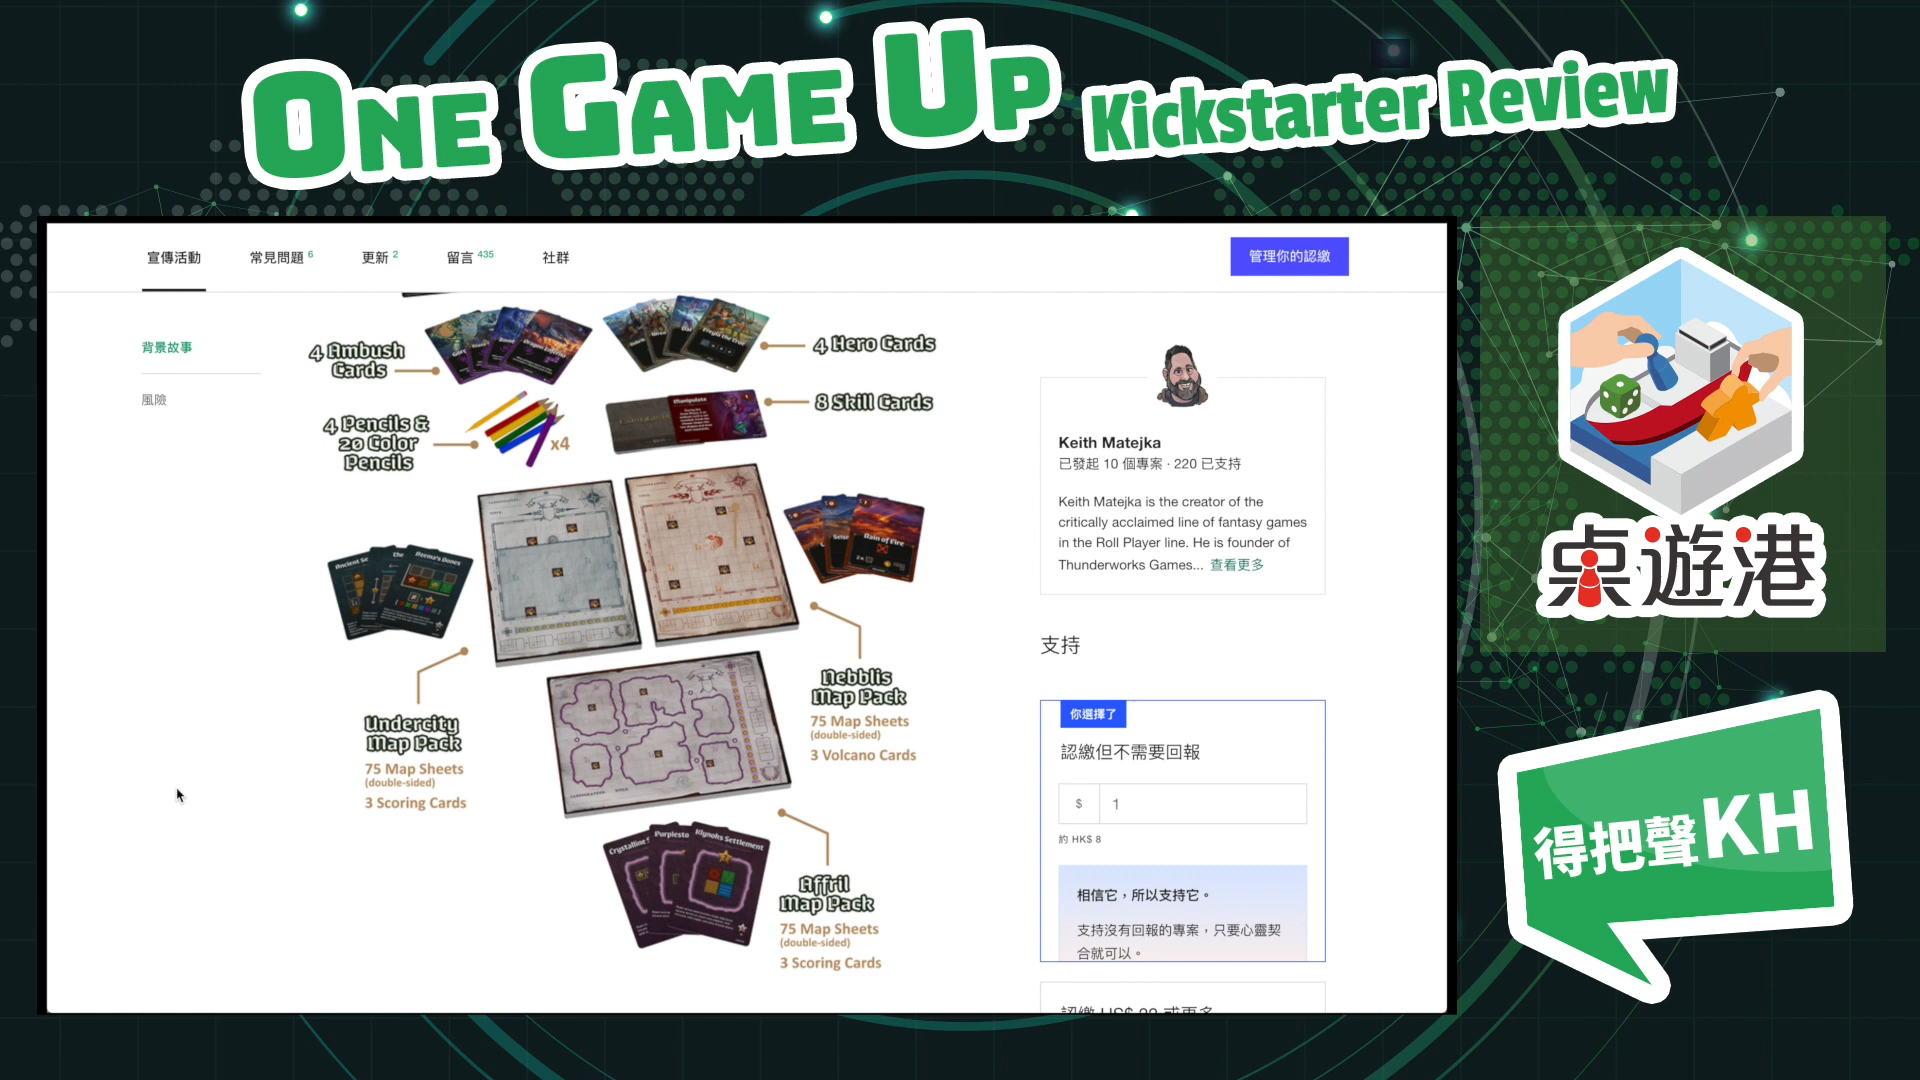 ONE GAME UP Kickstarter Review
宣傳活動
常見問題 6
更新 2
留言 435
社群
管理你的認繳
背景故事
風險
4 Ambush
Cards
4 Hero Cards
4 Pencils &
20 Color
Pencils
x4
Manipulate
8 Skill Cards
Rain of Fire
Undercity
Map Pack
75 Map Sheets
(double-sided)
3 Scoring Cards
Nebblis
Map Pack
75 Map Sheets
(double-sided)
3 Volcano Cards
Klynoks Settlement
Affril
Map Pack
75 Map Sheets
(double-sided)
3 Scoring Cards
Keith Matejka
已發起 10 個專案 · 220 已支持
Keith Matejka is the creator of the
critically acclaimed line of fantasy games
in the Roll Player line. He is founder of
Thunderworks Games... 查看更多
支持
你選擇了
認繳但不需要回報
$ 1
約 HK$ 8
相信它，所以支持它。
支持沒有回報的專案，只要心靈契
合就可以。
桌遊港
得把聲KH